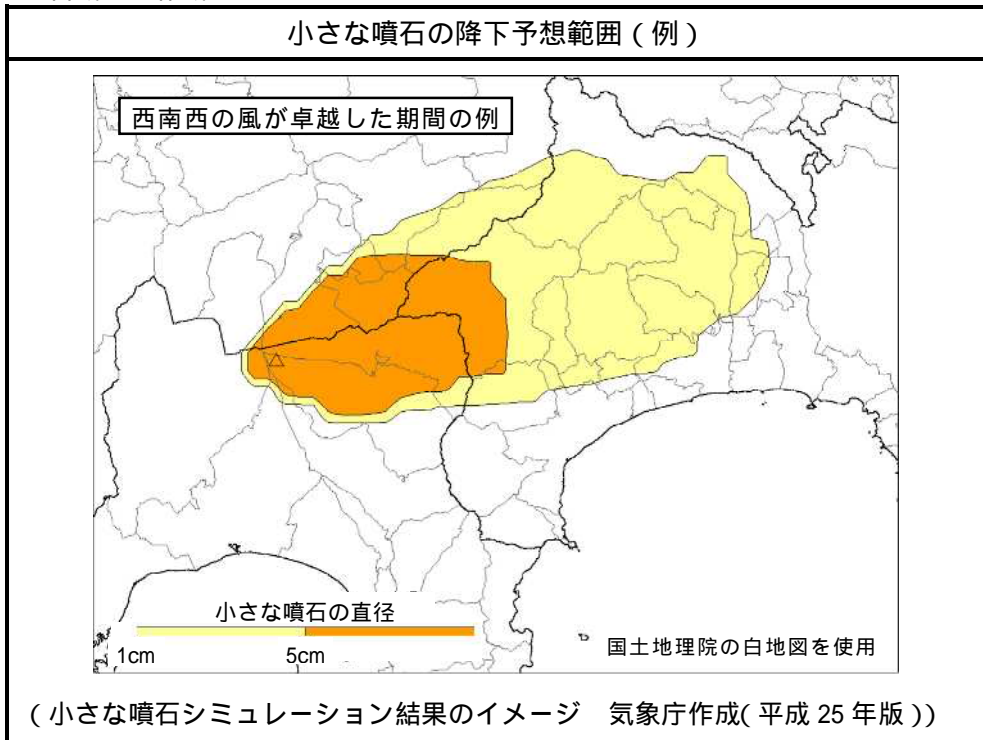 小さな噴石の降下予想範囲(例)
西南西の風が卓越した期間の例
小さな噴石の直径
1cm 5cm
国土地理院の白地図を使用
(小さな噴石シミュレーション結果のイメージ 気象庁作成(平成 25 年版))